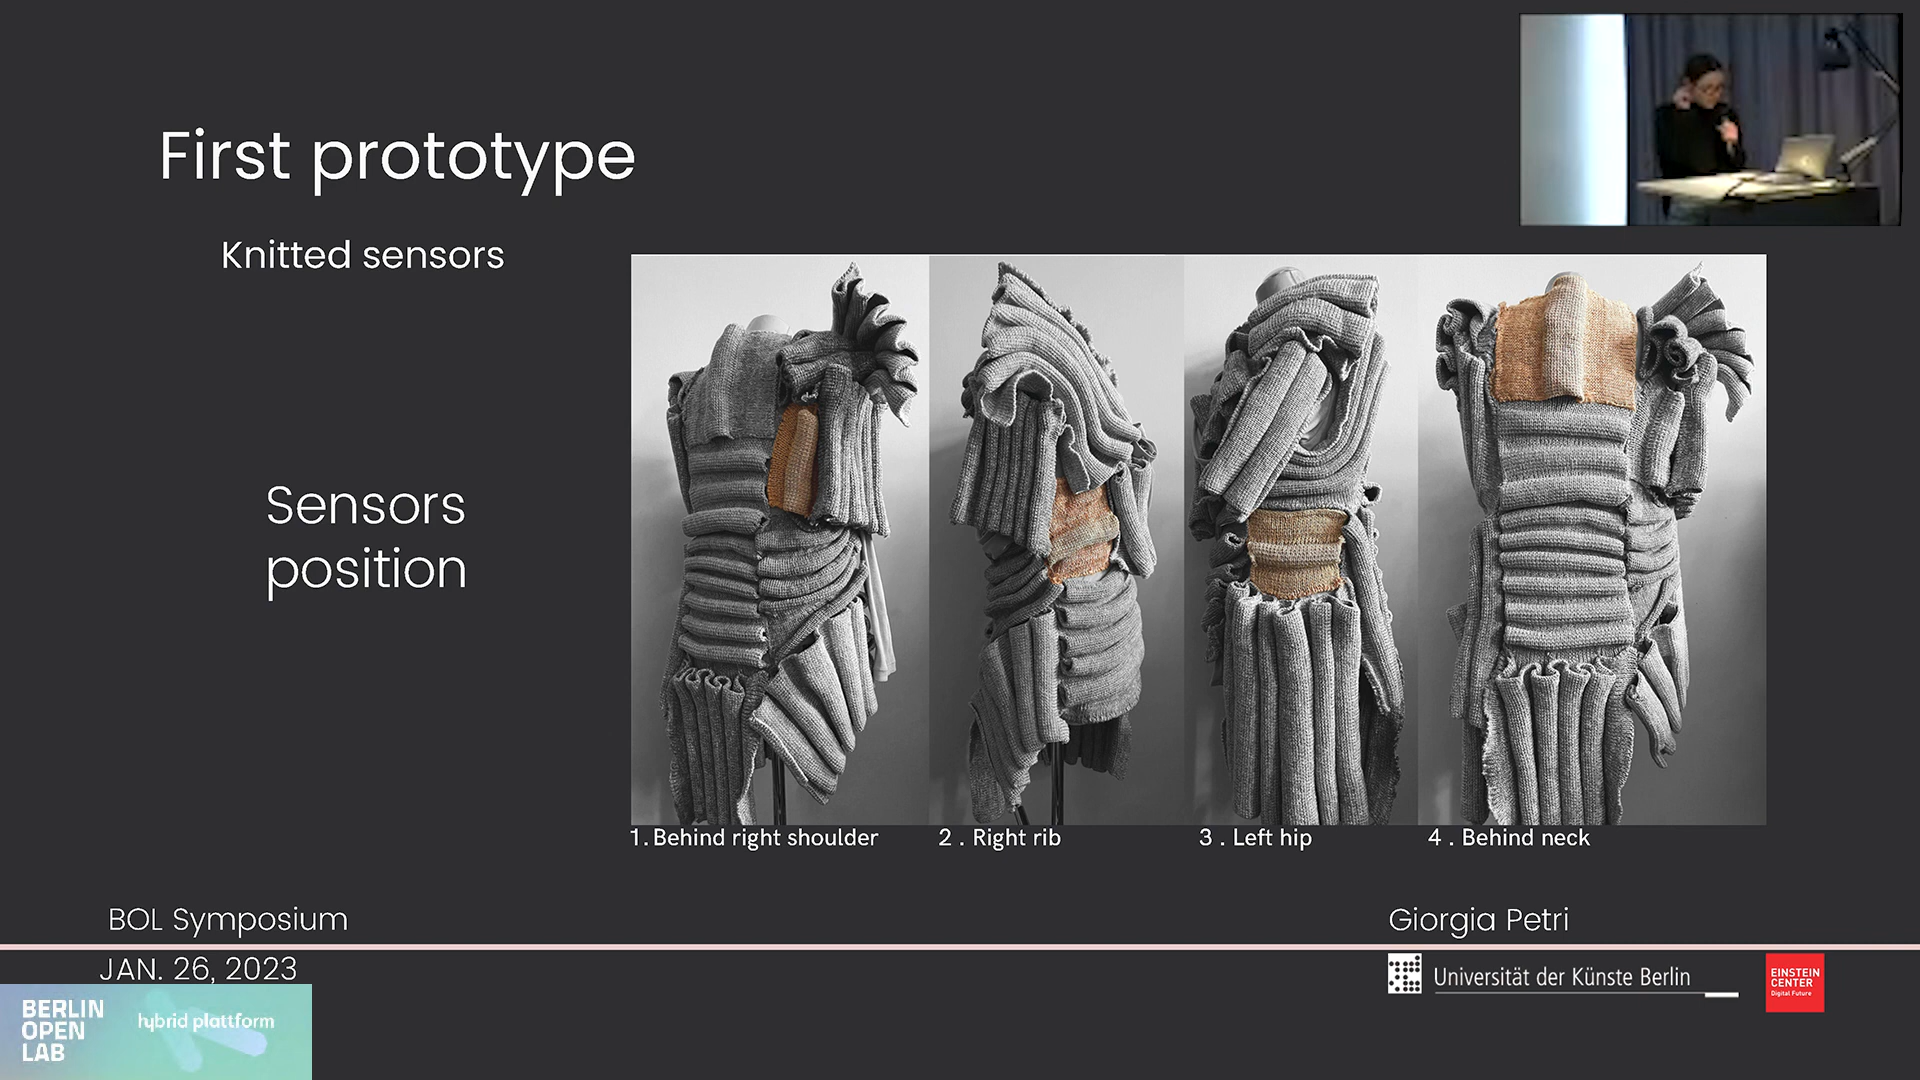 First prototype
Knitted sensors
Sensors
position
1. Behind right shoulder
2 . Right rib
3 . Left hip
4 . Behind neck
BOL Symposium
Giorgia Petri
JAN. 26, 2023
Universität der Künste Berlin
EINSTEIN
CENTER
Digital Future
BERLIN
OPEN
LAB
hybrid plattform